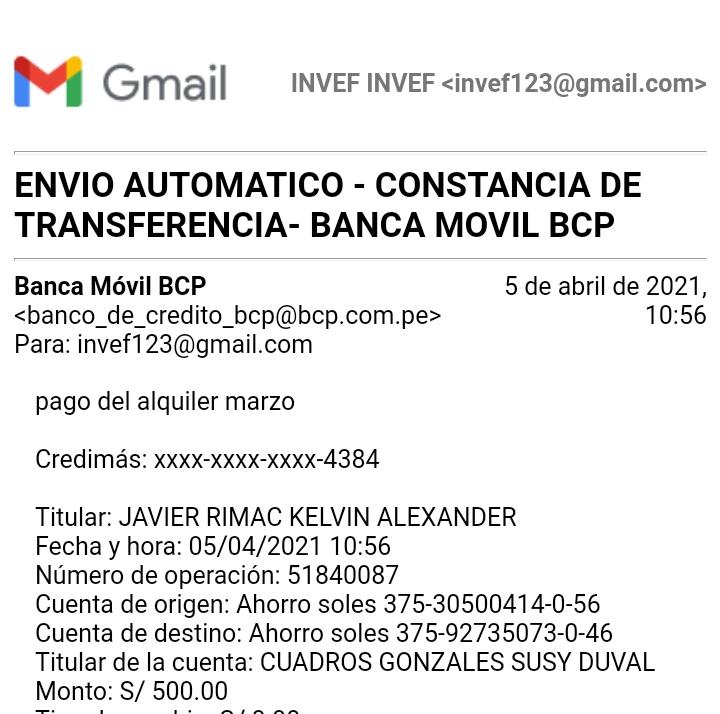 Gmail
INVEF INVEF <invef123@gmail.com>
ENVIO AUTOMATICO - CONSTANCIA DE
TRANSFERENCIA- BANCA MOVIL BCP
Banca Móvil BCP
<banco_de_credito_bcp@bcp.com.pe>
5 de abril de 2021,
10:56
Para: invef123@gmail.com
pago del alquiler marzo
Credimás: xxxx-xxxx-xxxx-4384
Titular: JAVIER RIMAC KELVIN ALEXANDER
Fecha y hora: 05/04/2021 10:56
Número de operación: 51840087
Cuenta de origen: Ahorro soles 375-30500414-0-56
Cuenta de destino: Ahorro soles 375-92735073-0-46
Titular de la cuenta: CUADROS GONZALES SUSY DUVAL
Monto: S/ 500.00